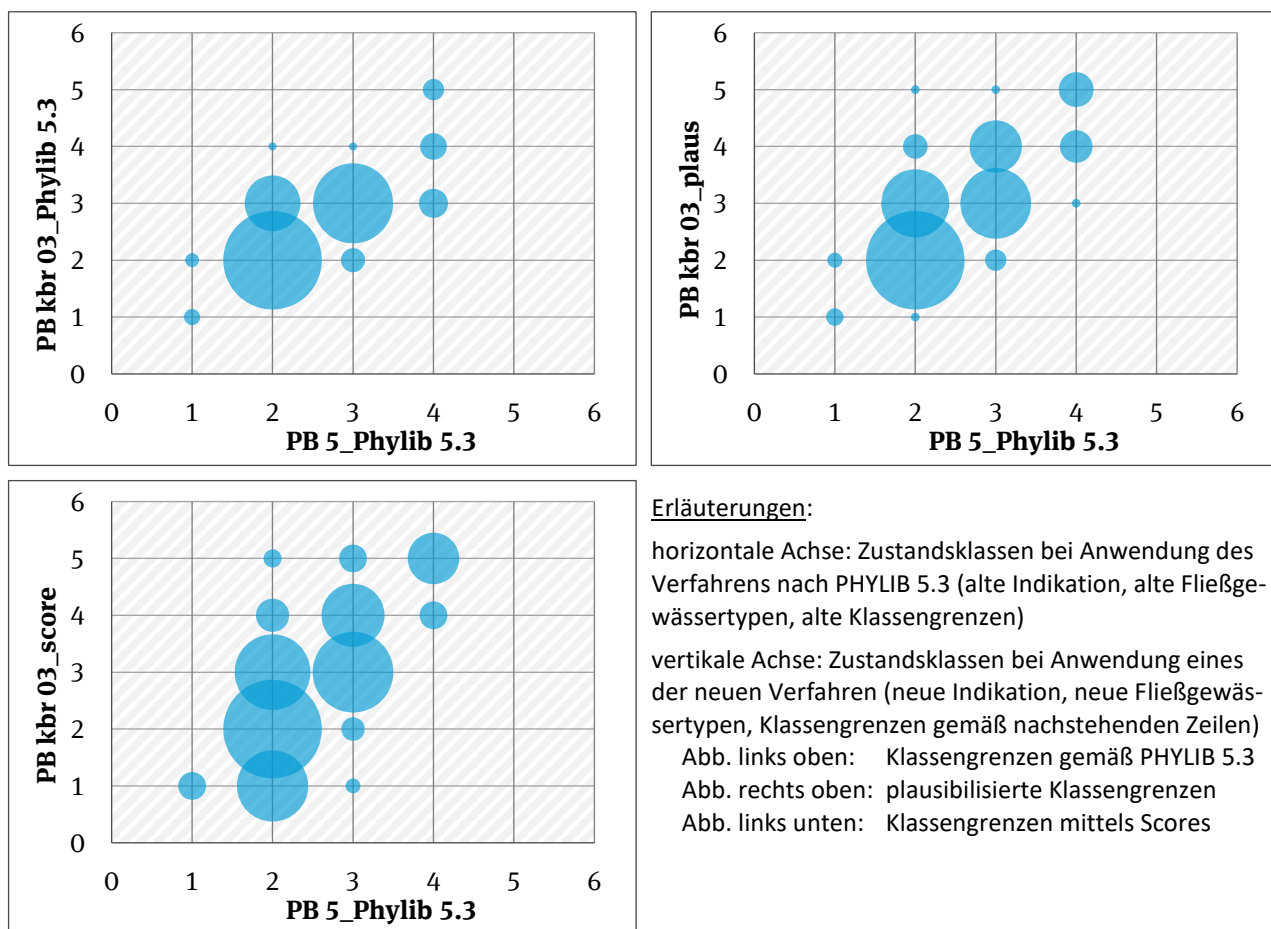 6
5
4
3
2
1
0
0 1 2 3 4 5 6
PB kbr 03_Phylib 5.3
PB 5_Phylib 5.3
6
5
4
3
2
1
0
0 1 2 3 4 5 6
PB kbr 03_plaus
PB 5_Phylib 5.3
6
5
4
3
2
1
0
0 1 2 3 4 5 6
PB kbr 03_score
PB 5_Phylib 5.3
Erläuterungen:
horizontale Achse: Zustandsklassen bei Anwendung des
Verfahrens nach PHYLIB 5.3 (alte Indikation, alte Fließge-
wässertypen, alte Klassengrenzen)
vertikale Achse: Zustandsklassen bei Anwendung eines
der neuen Verfahren (neue Indikation, neue Fließgewäs-
sertypen, Klassengrenzen gemäß nachstehenden Zeilen)
Abb. links oben: Klassengrenzen gemäß PHYLIB 5.3
Abb. rechts oben: plausibilisierte Klassengrenzen
Abb. links unten: Klassengrenzen mittels Scores